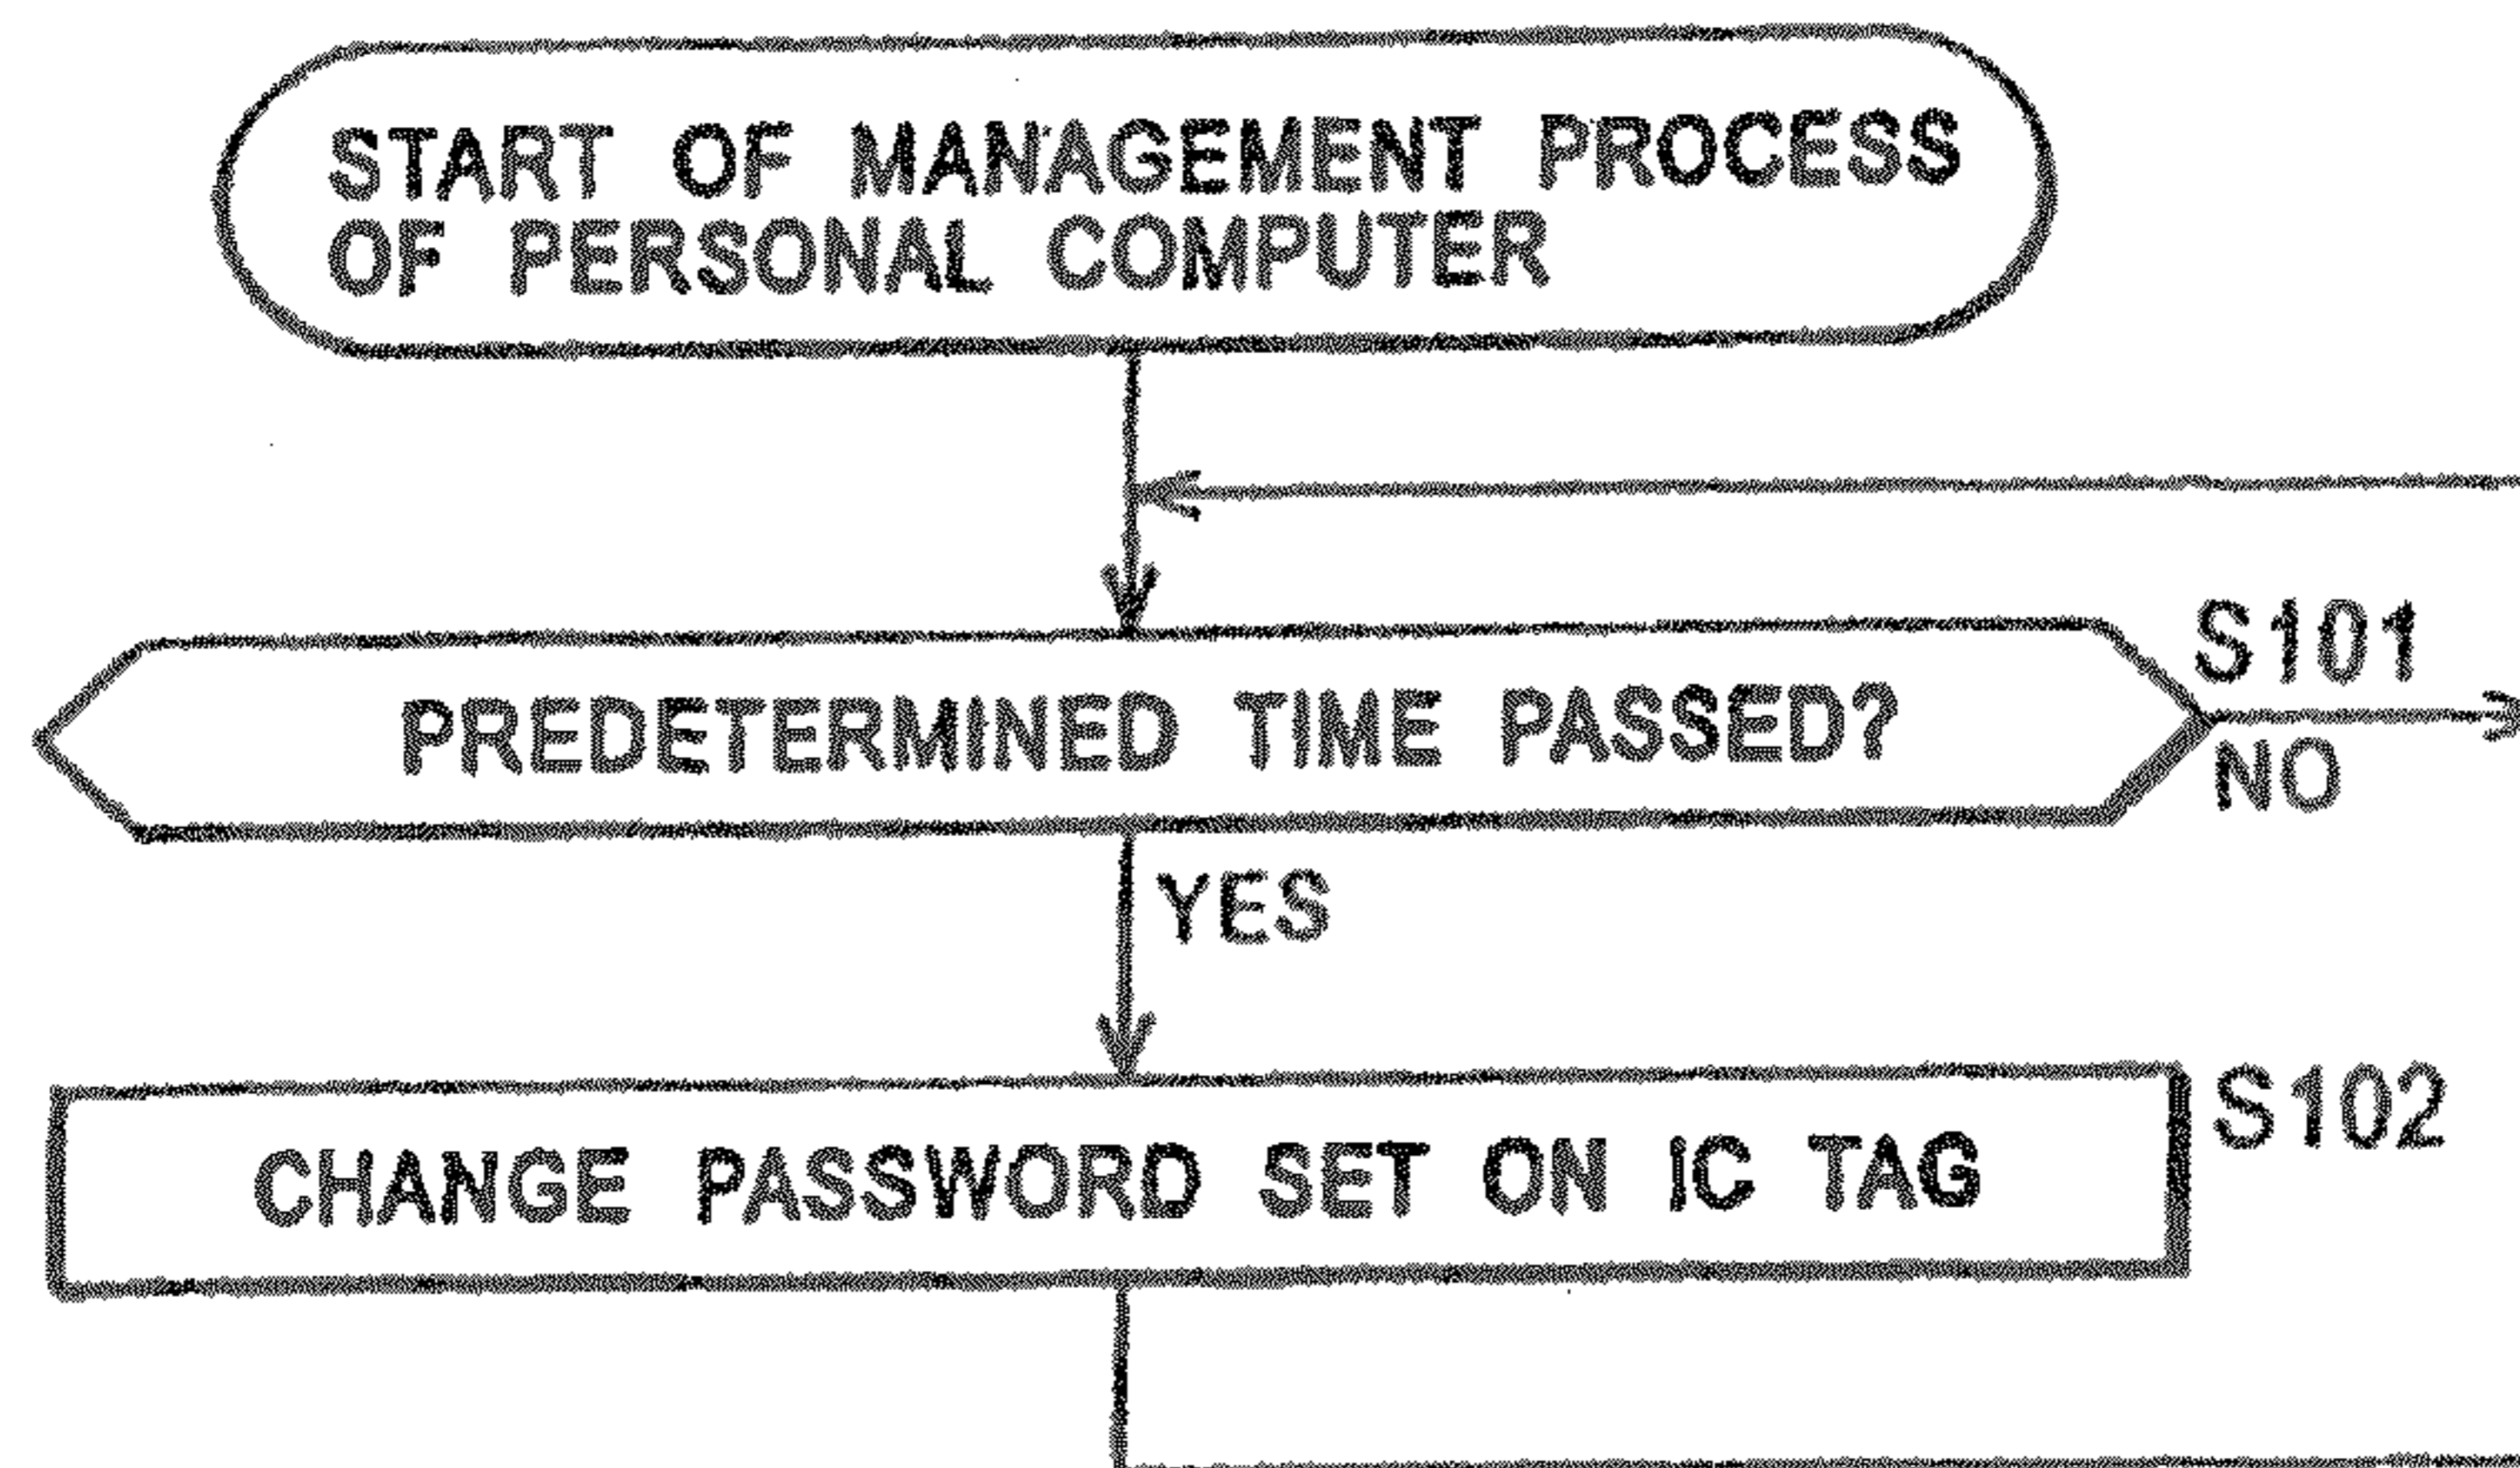 START OF MANAGEMENT PROCESS
OF PERSONAL COMPUTER
S101
PREDETERMINED TIME PASSED?
NO
YES
S102
CHANGE PASSWORD SET ON IC TAG